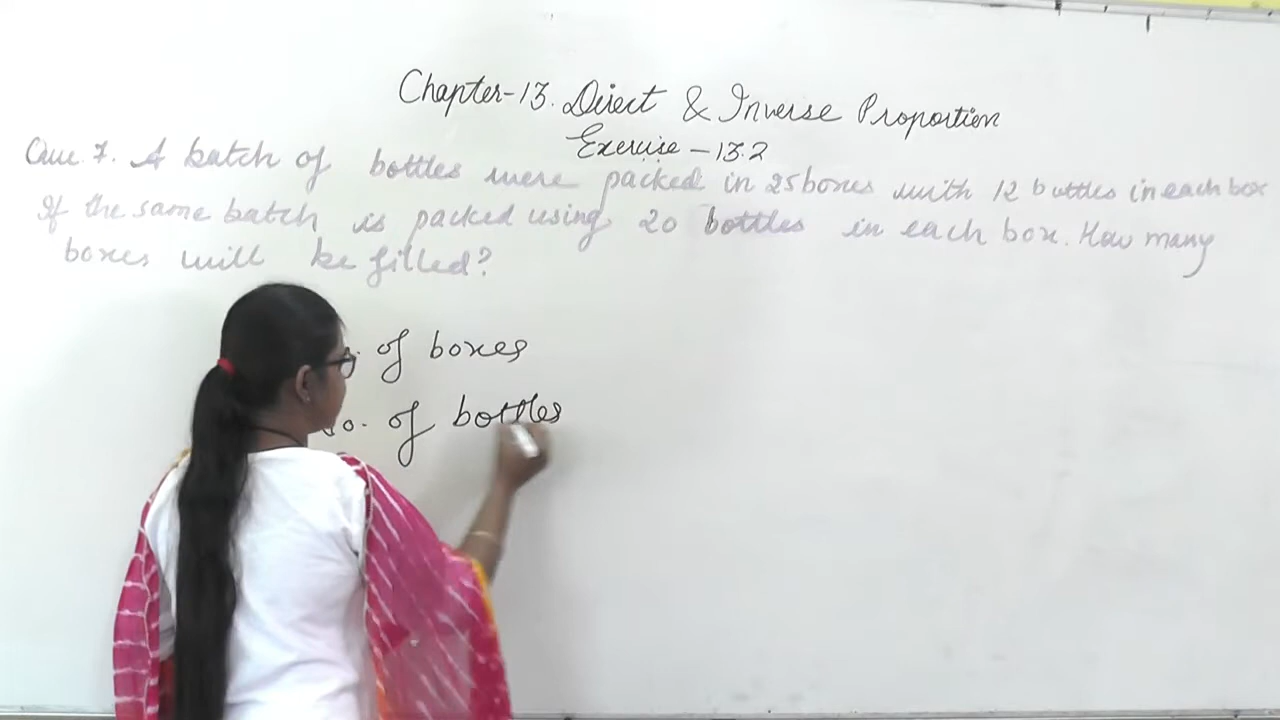 Chapter-13. Direct & Inverse Proportion
Exercise - 13.2
7. A batch of bottles were packed in 25 boxes with 12 bottles in each box
If the same batch is packed using 20 bottles in each box. How many
boxes will be filled?
of boxes
No. of bottles